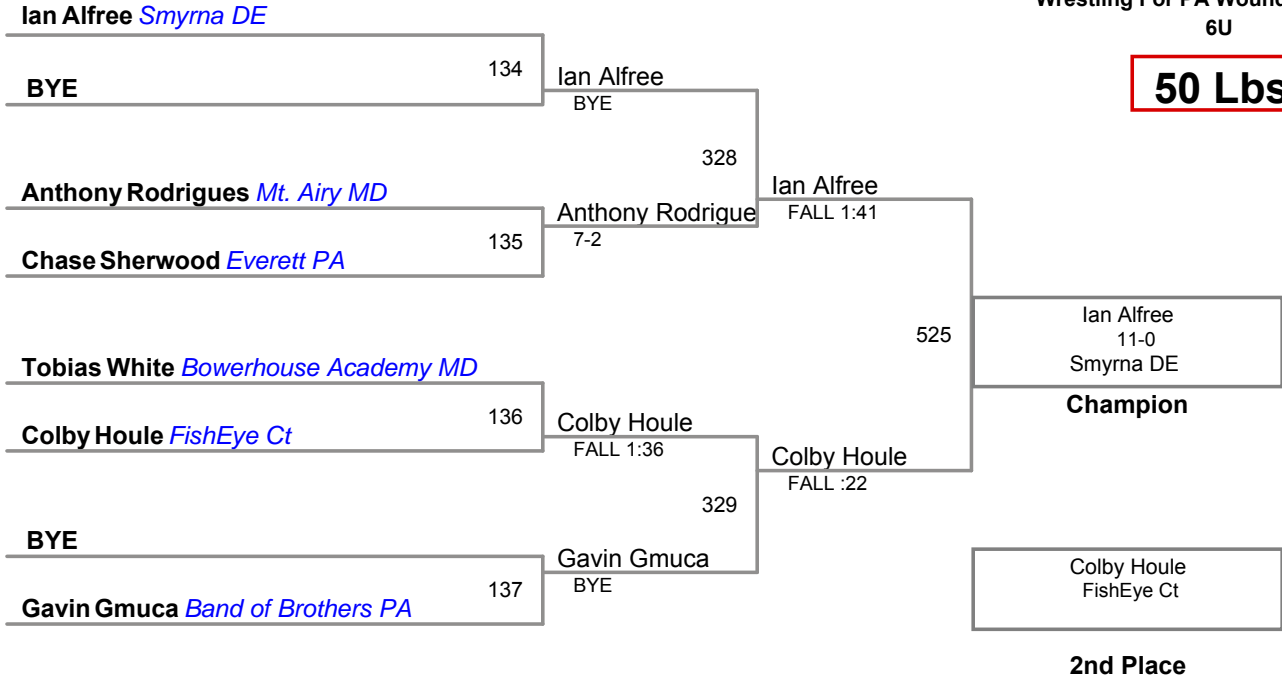 Wrestling For PA
6U
50 Lbs
Ian Alfree Smyrna DE
BYE
134
Ian Alfree
BYE
328
Anthony Rodrigues Mt. Airy MD
Chase Sherwood Everett PA
135
Anthony Rodrigue
7-2
Ian Alfree
FALL 1:41
525
Tobias White Bowerhouse Academy MD
Colby Houle FishEye Ct
136
Colby Houle
FALL 1:36
329
BYE
Gavin Gmuca Band of Brothers PA
137
Gavin Gmuca
BYE
Colby Houle
FALL :22
Ian Alfree
11-0
Smyrna DE
Champion
Colby Houle
FishEye Ct
2nd Place